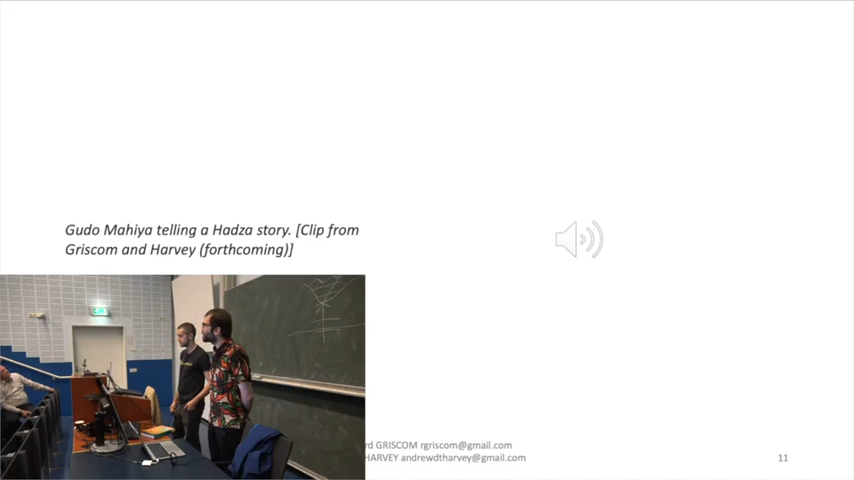 Gudo Mahiya telling a Hadza story. [Clip from
Griscom and Harvey (forthcoming)]
rd GRISCOM rgriscom@gmail.com
HARVEY andrewdtharvey@gmail.com
11